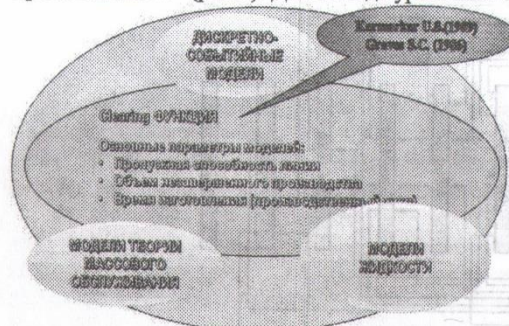 ДИСКРЕТНО-
СОБЫТИЙНЫЕ
МОДЕЛИ
Karmarkar U.S.(1989)
Graves S.C. (1986)
Clearing ФУНКЦИЯ
Основные параметры моделей:
• Пропускная способность линии
• Объем незавершенного производства
• Время изготовления (производственный цикл)
МОДЕЛИ ТЕОРИИ
МАССОВОГО
ОБСЛУЖИВАНИЯ
МОДЕЛИ
ЖИДКОСТИ